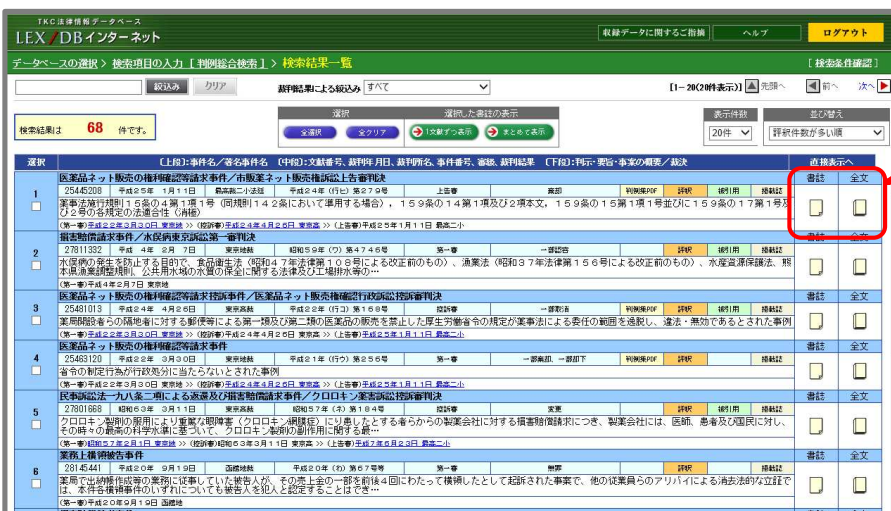 TKC法律情報データベース
LEX/DBインターネット
収録データに関するご指摘 ヘルプ ログアウト
データベースの選択 > 検索項目の入力 [ 判例総合検索 ] > 検索結果一覧 [ 検索条件確認 ]
絞込み クリア 裁判結果による絞込み すべて [1-20(20件表示)] 先頭へ 前へ 次へ
選択 選択した書誌の表示 表示件数 並び替え
検索結果は 68 件です。 全選択 全クリア 1文献ずつ表示 まとめて表示 20件 評釈件数が多い順
選択 (上段):事件名/著名事件名 (中段):文献番号、裁判年月日、裁判所名、事件番号、審級、裁判結果 (下段):判示・要旨・事案の概要/裁決 直接表示へ
医薬品ネット販売の権利確認等請求事件/市販薬ネット販売権訴訟上告審判決 書誌 全文
1 25445208 平成25年 1月11日 最高裁二小法廷 平成24年(行ヒ)第279号 上告審 棄却 判例集PDF 評釈 被引用 掲載誌
薬事法施行規則15条の4第1項1号(同規則142条において準用する場合),159条の14第1項及び2項本文,159条の15第1項1号並びに159条の17第1号及
び2号の各規定の法適合性(消極)
(第一審)平成22年3月30日 東京地 >> (控訴審)平成24年4月26日 東京高 >> (上告審)平成25年1月11日 最高二小
損害賠償請求事件/水俣病東京訴訟第一審判決 書誌 全文
2 27811332 平成 4年 2月 7日 東京地裁 昭和59年(ワ)第4746号 第一審 一部認容 評釈 被引用 掲載誌
水俣病の発生を防止する目的で、食品衛生法(昭和47年法律第108号による改正前のもの)、漁業法(昭和37年法律第156号による改正前のもの)、水産資源保護法、熊
本県漁業調整規則、公共用水域の水質の保全に関する法律及び工場排水等の…
(第一審)平成4年2月7日 東京地
医薬品ネット販売の権利確認等請求控訴事件/医薬品ネット販売権確認行政訴訟控訴審判決 書誌 全文
3 25481013 平成24年 4月26日 東京高裁 平成22年(行コ)第168号 控訴審 一部取消 判例集PDF 評釈 被引用 掲載誌
薬局開設者らの隔地者に対する郵便等による第一類及び第二類の医薬品の販売を禁止した厚生労働省令の規定が薬事法による委任の範囲を逸脱し、違法・無効であるとされた事例
(第一審)平成22年3月30日 東京地 >> (控訴審)平成24年4月26日 東京高 >> (上告審)平成25年1月11日 最高二小
医薬品ネット販売の権利確認等請求事件 書誌 全文
4 25463120 平成22年 3月30日 東京地裁 平成21年(行ウ)第256号 第一審 一部棄却、一部却下 判例集PDF 評釈 掲載誌
省令の制定行為が行政処分に当たらないとされた事例
(第一審)平成22年3月30日 東京地 >> (控訴審)平成24年4月26日 東京高 >> (上告審)平成25年1月11日 最高二小
民事訴訟法一九八条二項による返還及び損害賠償請求事件/クロロキン薬害訴訟控訴審判決 書誌 全文
5 27801668 昭和63年 3月11日 東京高裁 昭和57年(ネ)第184号 控訴審 変更 評釈 被引用 掲載誌
クロロキン製剤の服用により重篤な眼障害(クロロキン網膜症)にり患したとする者らからの製薬会社に対する損害賠償請求につき、製薬会社には、医師、患者及び国民に対し、
その時々の最高の科学水準に基づいて、クロロキン製剤の副作用に関する最…
(第一審)昭和57年2月1日 東京地 >> (控訴審)昭和63年3月11日 東京高 >> (上告審)平成7年6月23日 最高二小
業務上横領被告事件 書誌 全文
6 28145441 平成20年 9月19日 函館地裁 平成20年(わ)第67号等 第一審 無罪 評釈 掲載誌
薬局で出納帳作成等の業務に従事していた被告人が、その売上金の一部を前後4回にわたって横領したとして起訴された事案で、他の従業員らのアリバイによる消去法的な立証で
は、本件各横領事件のいずれについても被告人を犯人と認定することはでき…
(第一審)平成20年9月19日 函館地